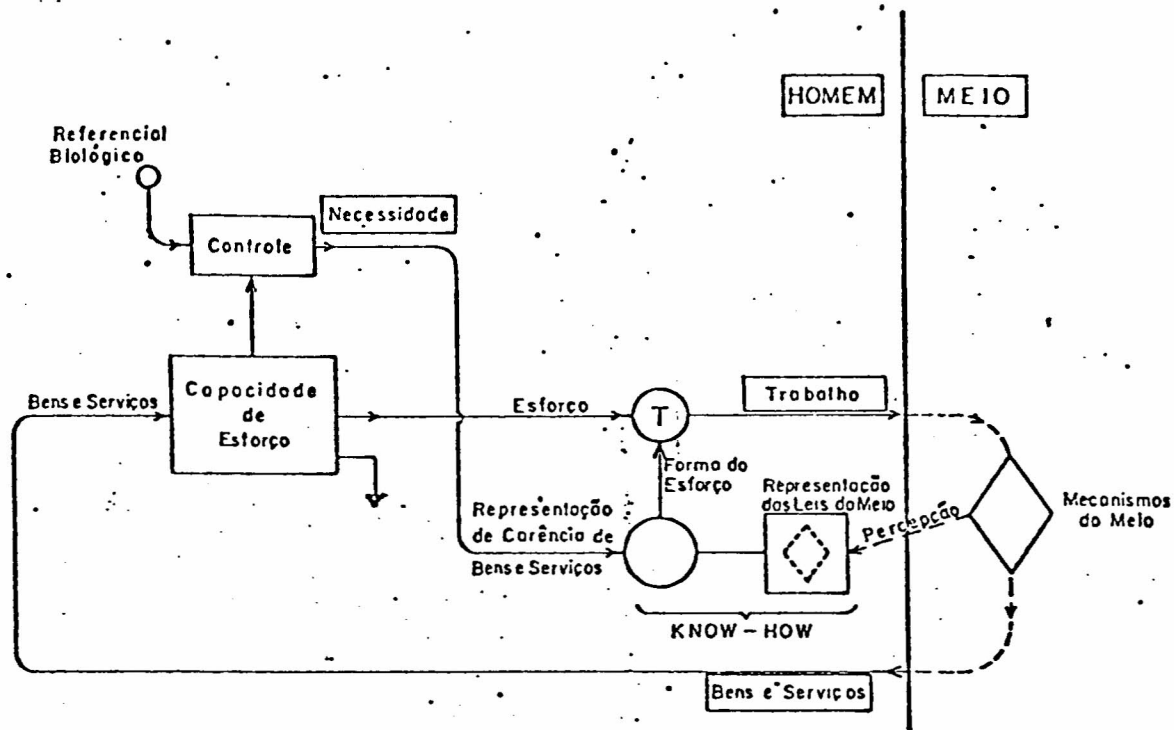 HOMEM
MEIO
Referencial
Biológico
Necessidade
Controle
Bens e Serviços
Capacidade
de
Esforço
Esforço
T
Trabalho
Forma do
Esforço
Representação
das Leis do Meio
Percepção
Mecanismos
do Meio
Representação
de Carência de
Bens e Serviços
KNOW - HOW
Bens e Serviços